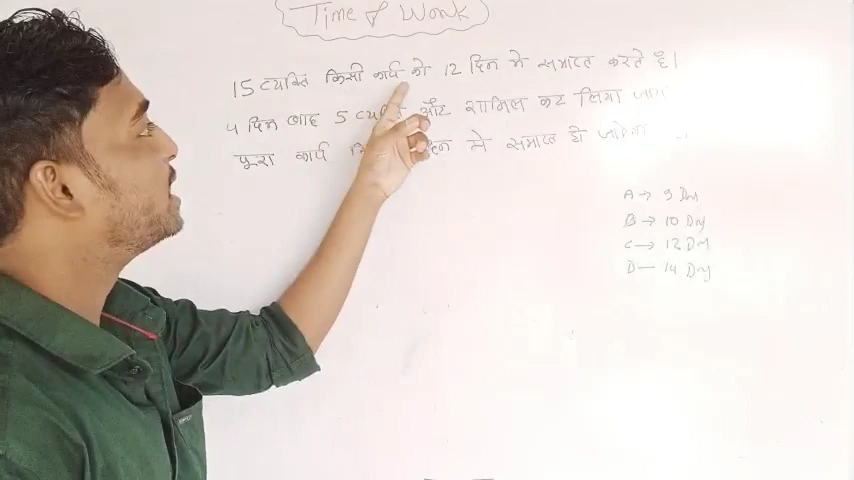 Time & Work
15 व्यक्ति किसी कार्य को 12 दिन में समाप्त करते हैं।
4 दिन बाद 5 और शामिल कर लिया जाय
पूरा कार्य में समाप्त हो जायेगा
A → 9 Day
B → 10 Day
C → 12 Day
D — 14 Day